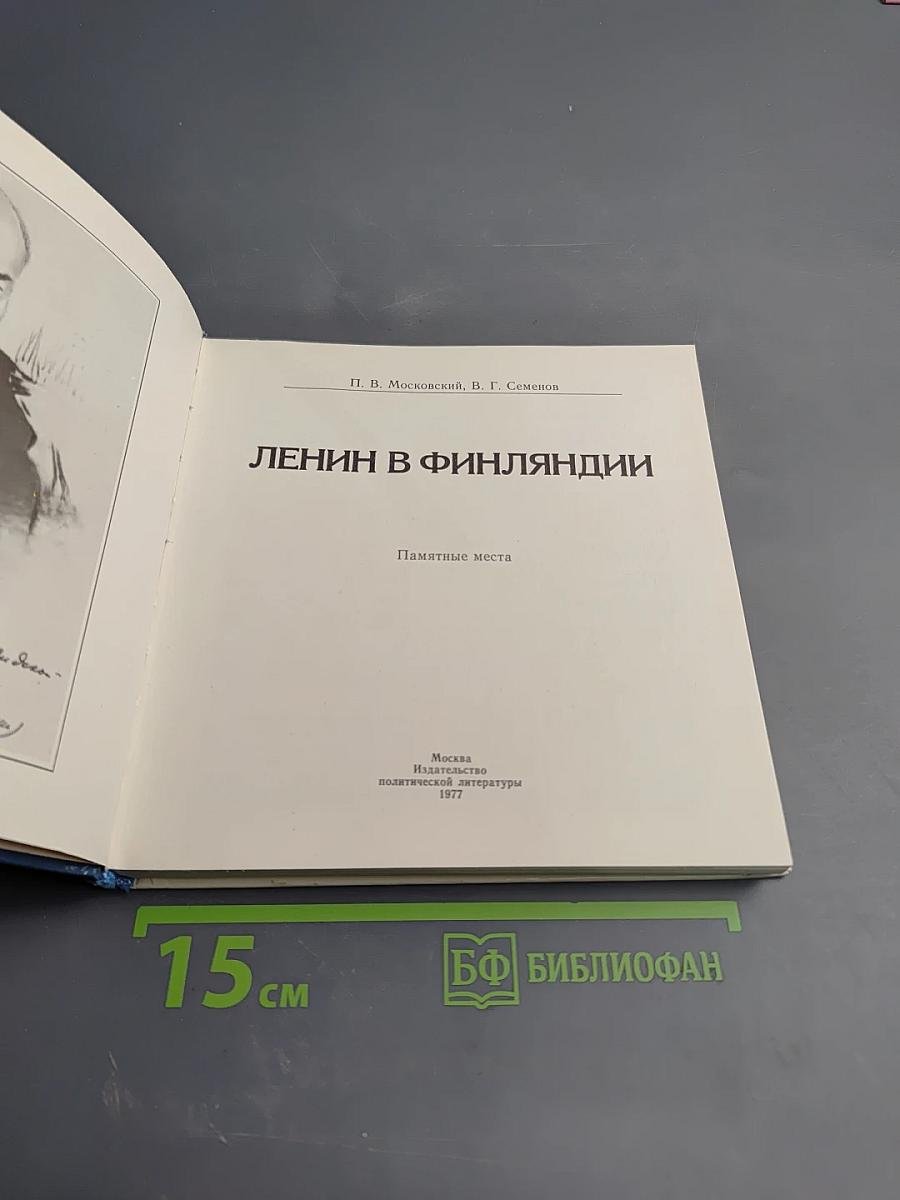 П. В. Московский, В. Г. Семенов
ЛЕНИН В ФИНЛЯНДИИ
Памятные места
Москва
Издательство
политической литературы
1977
15 см
БФ БИБЛИОФАН